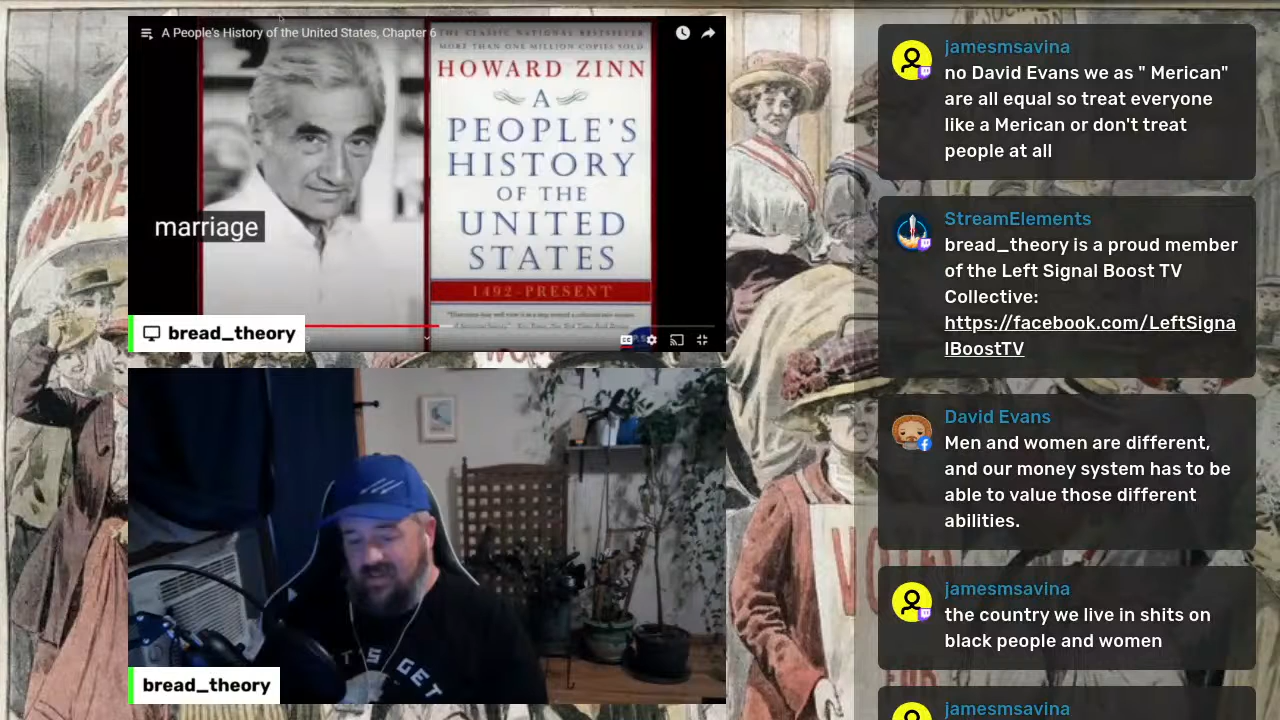 A People's History of the United States, Chapter 6
THE CLASSIC NATIONAL BESTSELLER
MORE THAN ONE MILLION COPIES SOLD
HOWARD ZINN
A
PEOPLE'S
HISTORY
OF THE
UNITED
STATES
1492-PRESENT
marriage
bread_theory
VOTES
FOR
WOMEN
T'S GET
bread_theory
jamesmsavina
no David Evans we as " Merican"
are all equal so treat everyone
like a Merican or don't treat
people at all
StreamElements
bread_theory is a proud member
of the Left Signal Boost TV
Collective:
https://facebook.com/LeftSigna
lBoostTV
David Evans
Men and women are different,
and our money system has to be
able to value those different
abilities.
jamesmsavina
the country we live in shits on
black people and women
jamesmsavina